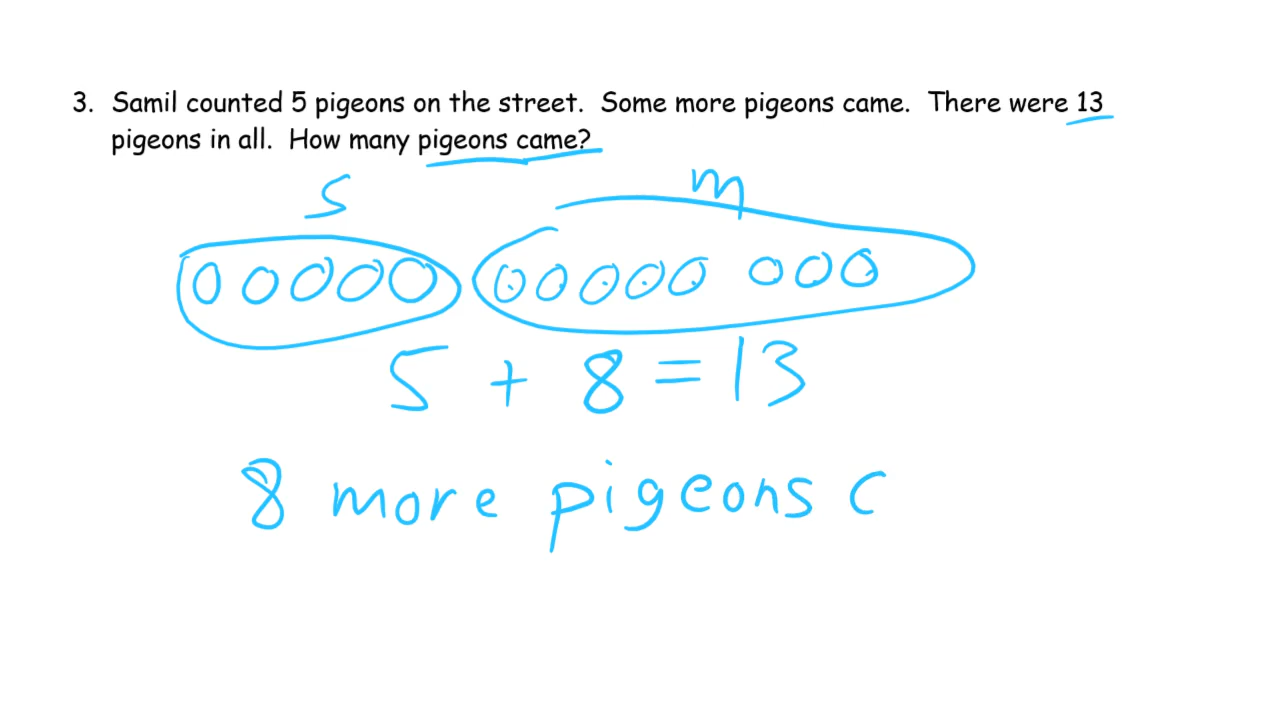 3. Samil counted 5 pigeons on the street. Some more pigeons came. There were 13
pigeons in all. How many pigeons came?
S m
5 + 8 = 13
8 more pigeons c